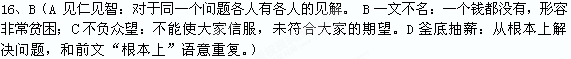 16、B（A 见仁见智：对于同一个问题各人有各人的见解。 B一文不名：一个钱都没有，形容
非常贫困；C不负众望：不能使大家信服，未符合大家的期望。D釜底抽薪：从根本上解
决问题，和前文“根本上”语意重复。）